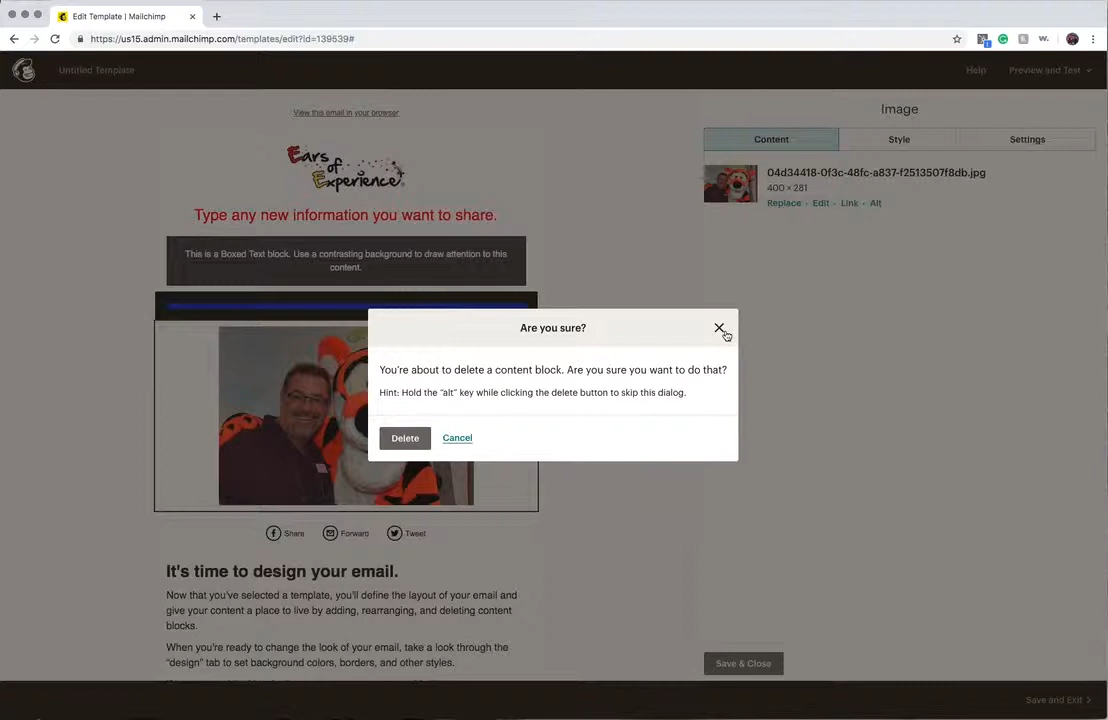 Edit Template | Mailchimp
https://us15.admin.mailchimp.com/templates/edit?id=139539#
W.
Untitled Template
Help
Preview and Test
View this email in your browser
Ears
of
Experience
Type any new information you want to share.
This is a Boxed Text block. Use a contrasting background to draw attention to this
content.
Image
Content
Style
Settings
04d34418-0f3c-48fc-a837-f2513507f8db.jpg
400 × 281
Replace · Edit · Link · Alt
Are you sure?
You're about to delete a content block. Are you sure you want to do that?
Hint: Hold the "alt" key while clicking the delete button to skip this dialog.
Delete
Cancel
Share
Forward
Tweet
It's time to design your email.
Now that you've selected a template, you'll define the layout of your email and
give your content a place to live by adding, rearranging, and deleting content
blocks.
When you're ready to change the look of your email, take a look through the
"design" tab to set background colors, borders, and other styles.
Save & Close
Save and Exit